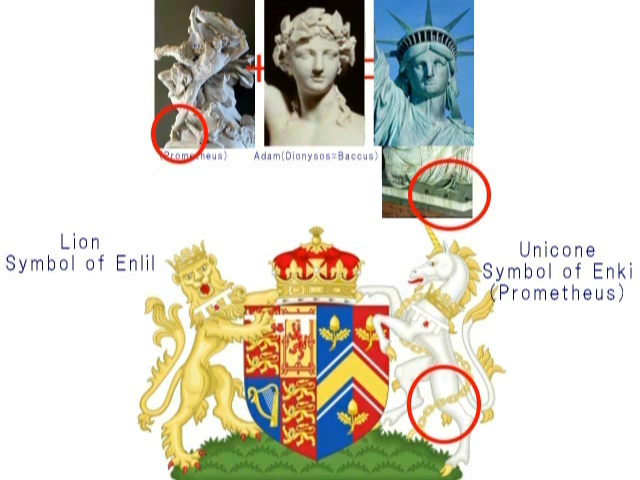 (Prometheus)
Adam(Dionysos=Baccus)
Lion
Symbol of Enlil
Unicone
Symbol of Enki
(Prometheus)